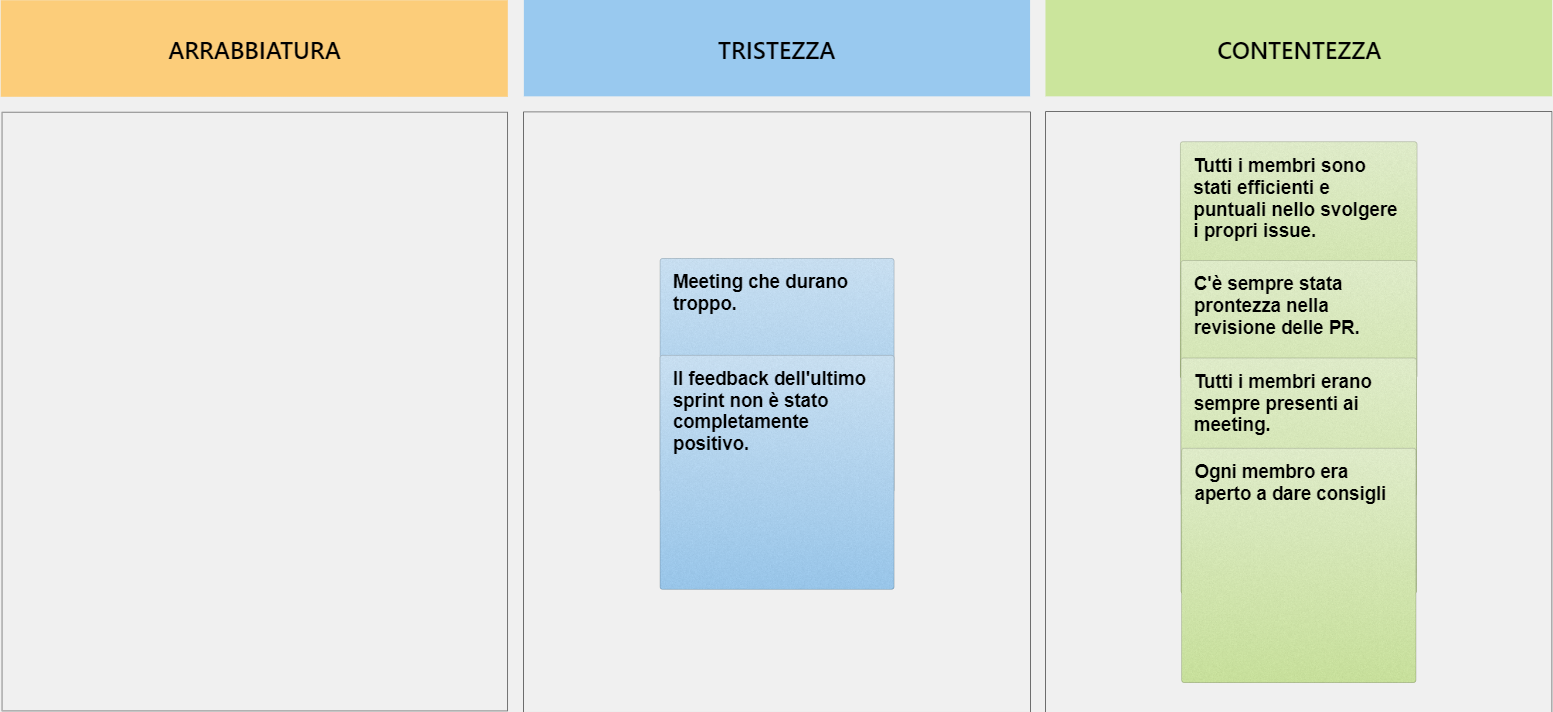 ARRABBIATURA
TRISTEZZA
CONTENTEZZA
Meeting che durano
troppo.
Il feedback dell'ultimo
sprint non è stato
completamente
positivo.
Tutti i membri sono
stati efficienti e
puntuali nello svolgere
i propri issue.
C'è sempre stata
prontezza nella
revisione delle PR.
Tutti i membri erano
sempre presenti ai
meeting.
Ogni membro era
aperto a dare consigli